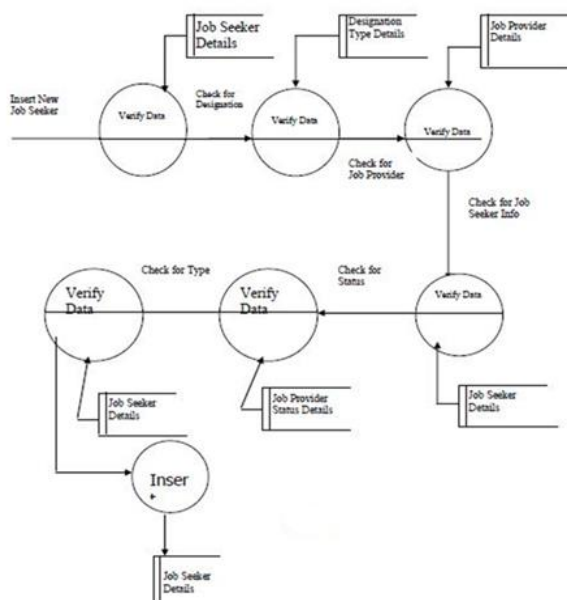 Job Seeker
Details
Designation
Type Details
Job Provider
Details
Insert New
Job Seeker
Verify Data
Check for
Designation
Verify Data
Check for
Job Provider
Verify Data
Check for Job
Seeker Info
Check for Type
Check for
Status
Verify
Data
Verify
Data
Verify Data
Job Seeker
Details
Job Provider
Status Details
Job Seeker
Details
Inser
Job Seeker
Details